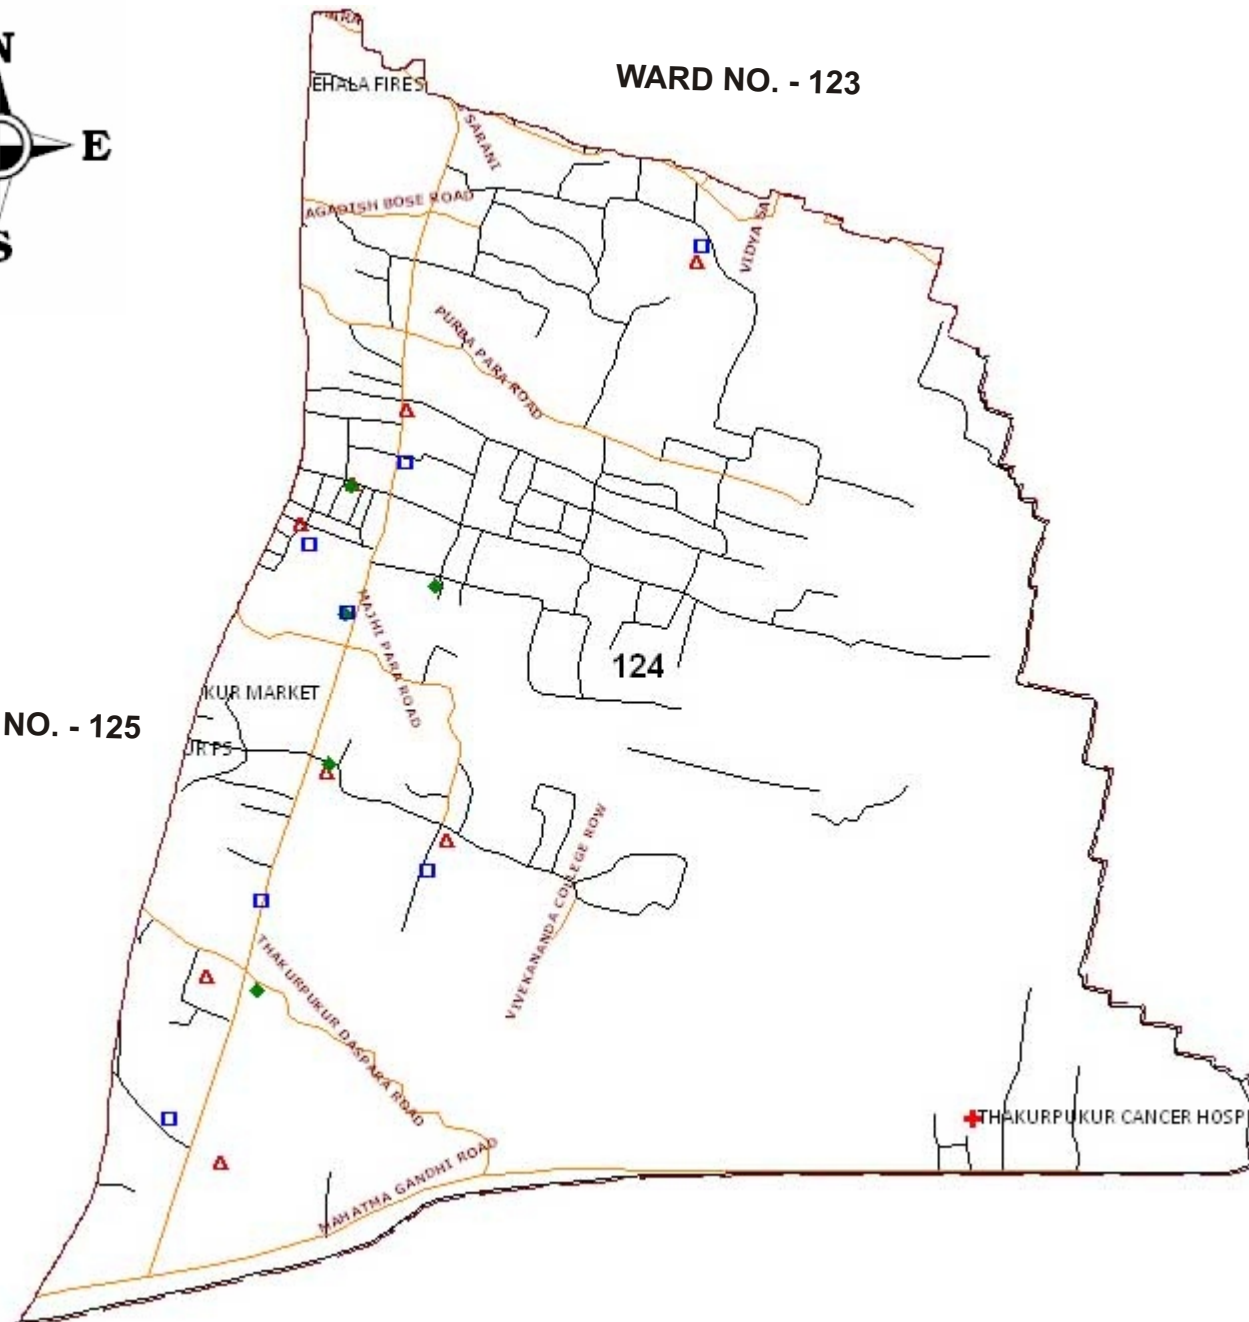 N
E
S
WARD NO. - 123
EHALA FIRES
SARANI
AGADISH BOSE ROAD
VIDYA SA
PURBA PARA ROAD
MAJHI PARA ROAD
124
KUR MARKET
NO. - 125
UR PS
VIVEKANANDA COLLEGE ROW
THAKURPUKUR DASPARA ROAD
THAKURPUKUR CANCER HOSP
MAHATMA GANDHI ROAD